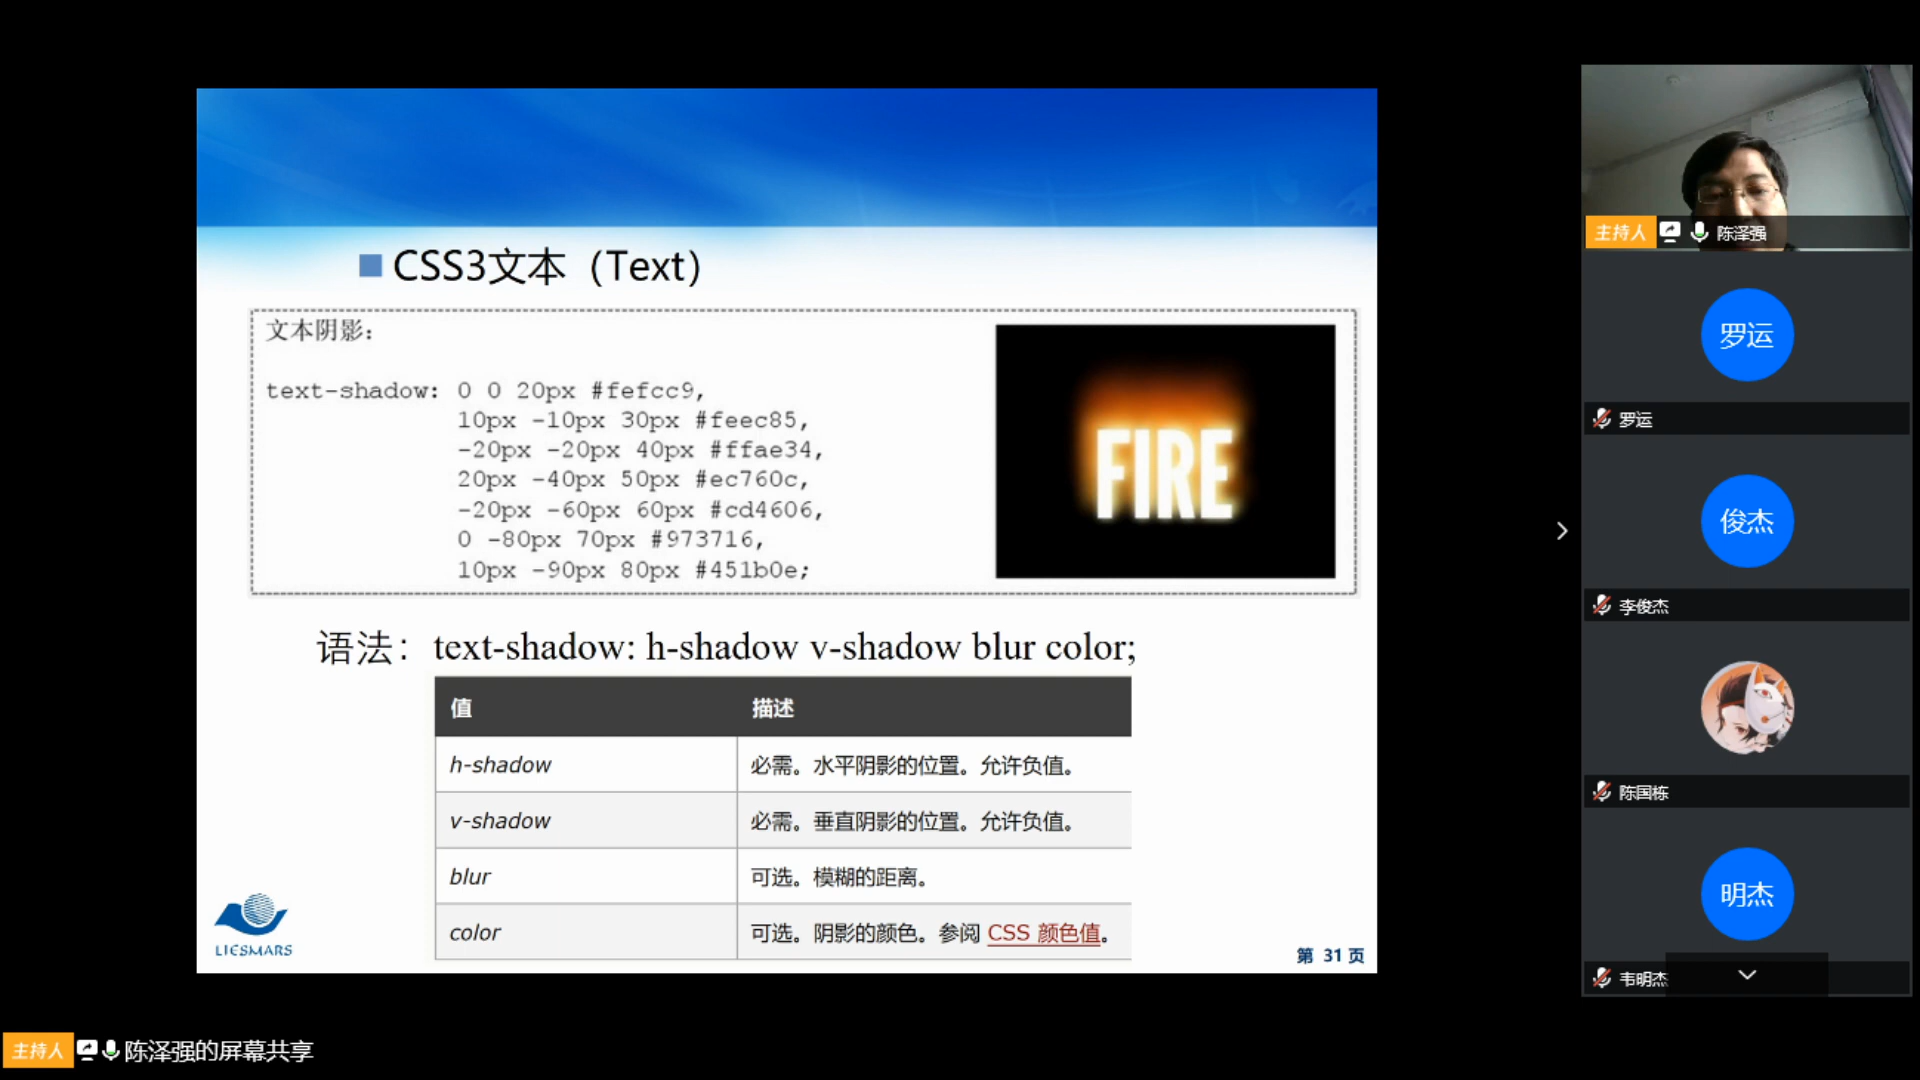 CSS3文本（Text）
文本阴影：
text-shadow: 0 0 20px #fefcc9,
10px -10px 30px #feec85,
-20px -20px 40px #ffae34,
20px -40px 50px #ec760c,
-20px -60px 60px #cd4606,
0 -80px 70px #973716,
10px -90px 80px #451b0e;
FIRE
语法： text-shadow: h-shadow v-shadow blur color;
值 描述
h-shadow 必需。水平阴影的位置。允许负值。
v-shadow 必需。垂直阴影的位置。允许负值。
blur 可选。模糊的距离。
color 可选。阴影的颜色。参阅 CSS 颜色值。
LIESMARS
第 31 页
主持人 陈泽强
罗运
罗运
俊杰
李俊杰
陈国栋
明杰
韦明杰
主持人 陈泽强的屏幕共享